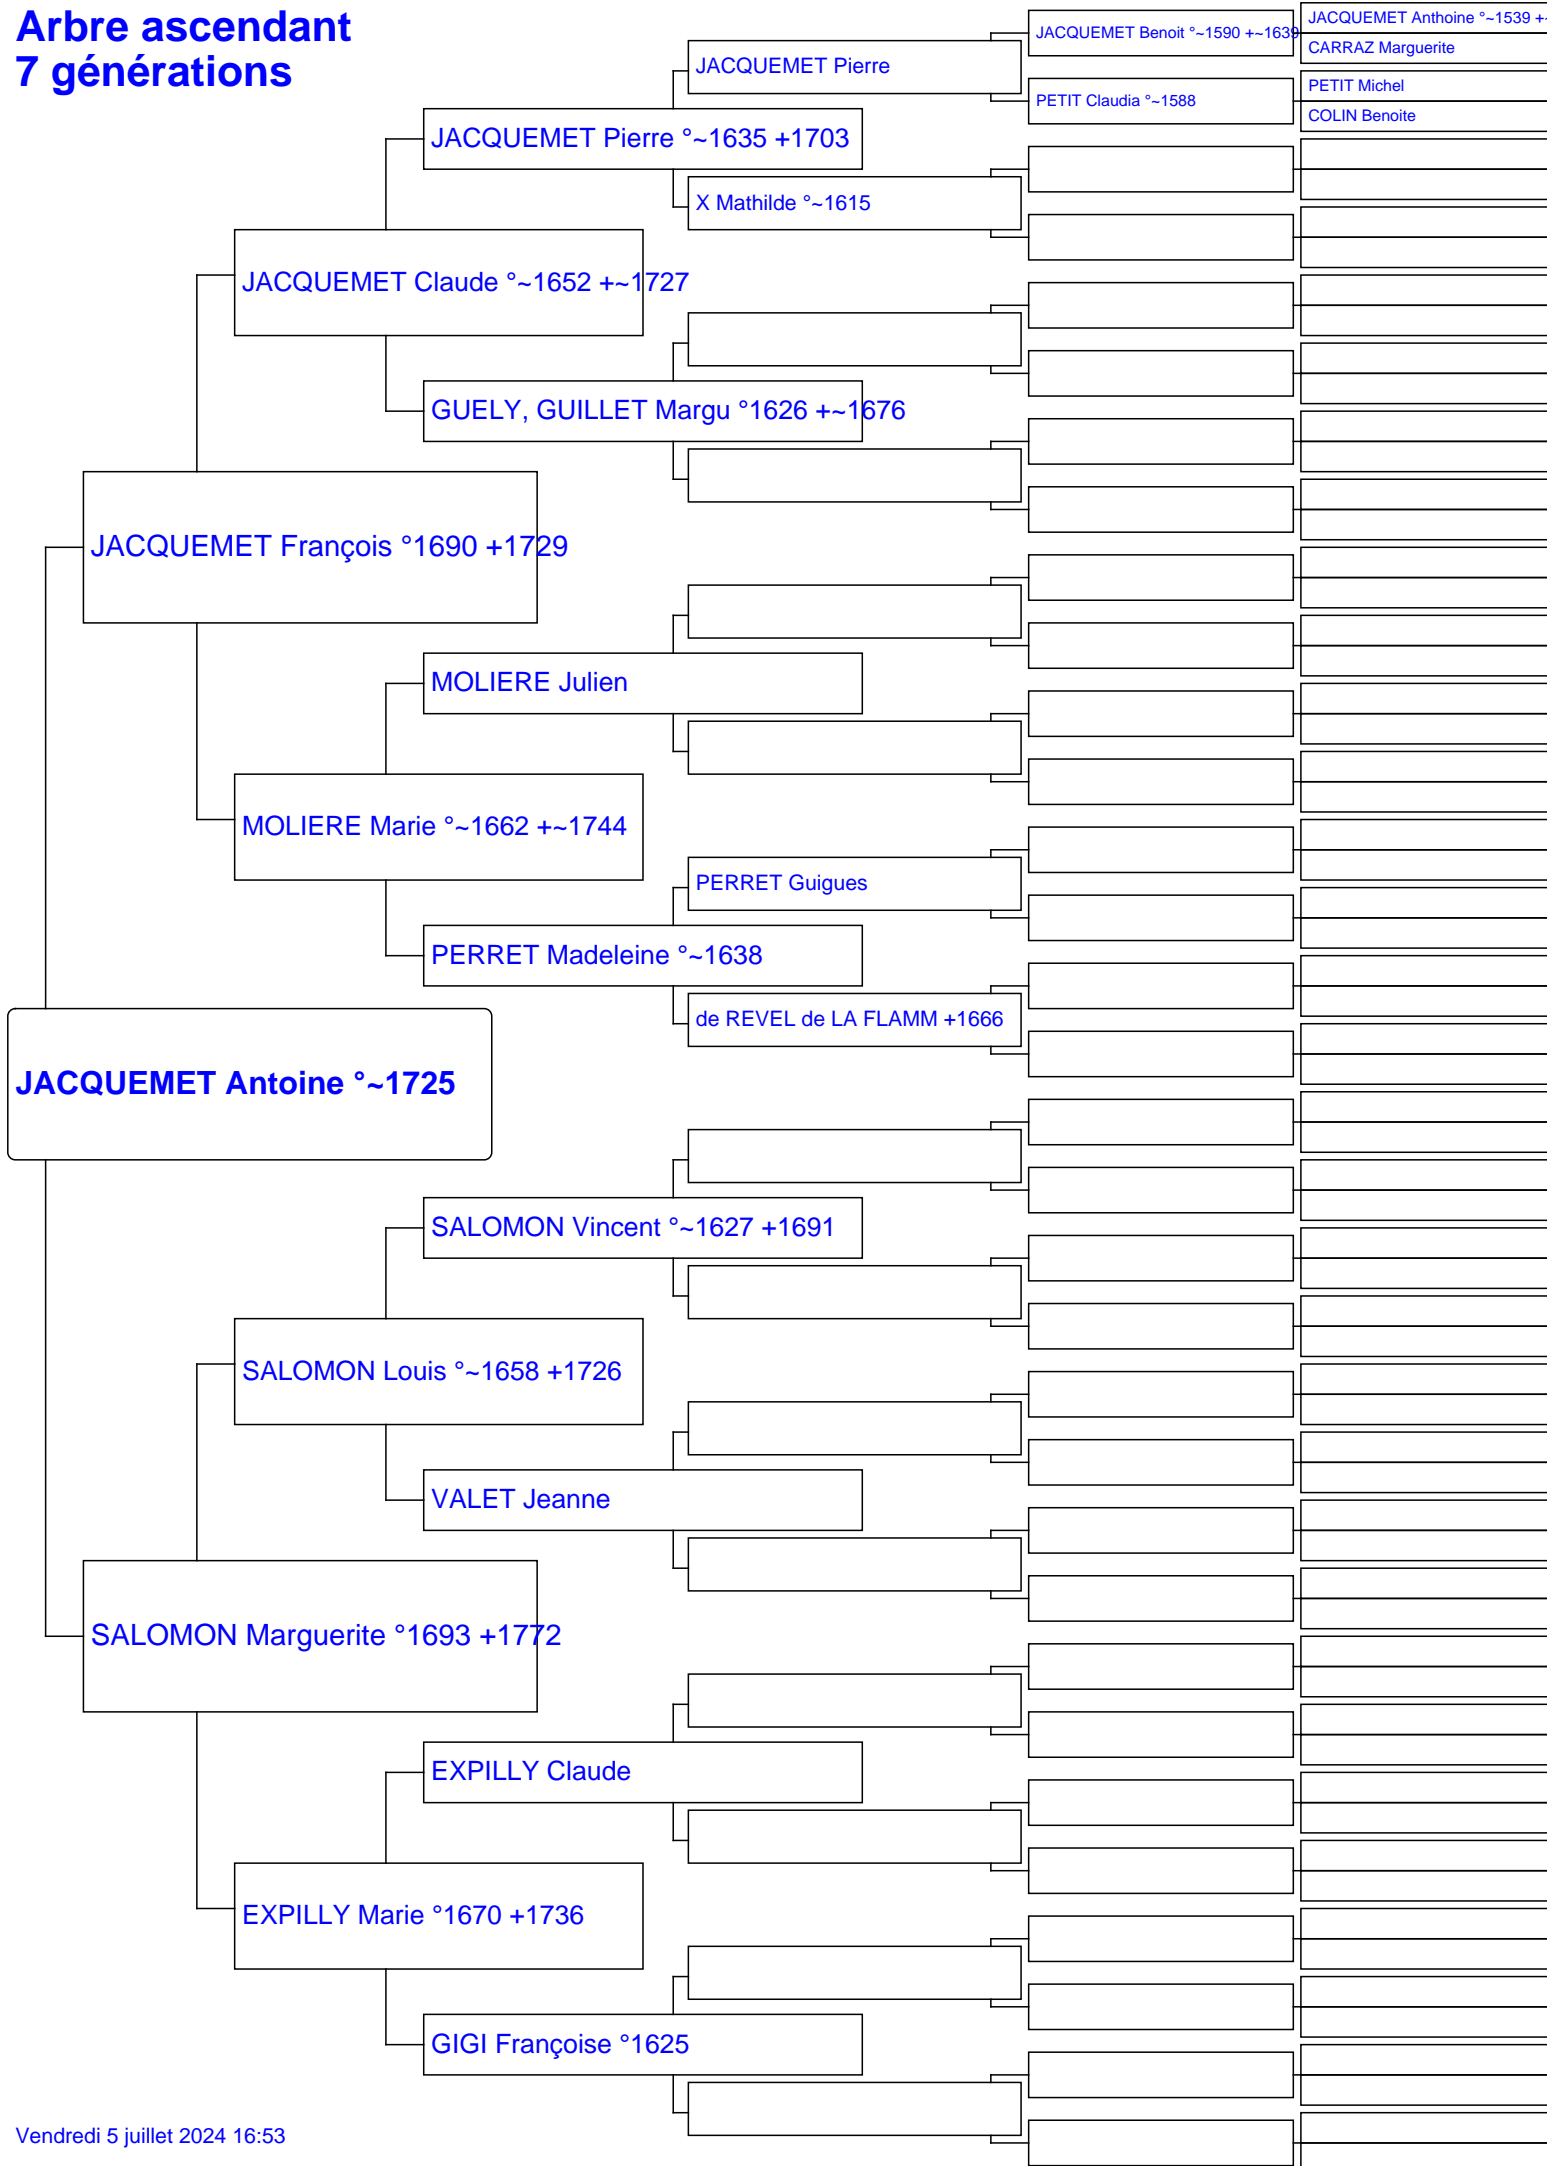 Arbre ascendant
7 générations
JACQUEMET Anthoine °~1539 +
JACQUEMET Benoit °~1590 +~1639
CARRAZ Marguerite
JACQUEMET Pierre
PETIT Michel
PETIT Claudia °~1588
COLIN Benoite
JACQUEMET Pierre °~1635 +1703
X Mathilde °~1615
JACQUEMET Claude °~1652 +~1727
GUELY, GUILLET Margu °1626 +~1676
JACQUEMET François °1690 +1729
MOLIERE Julien
MOLIERE Marie °~1662 +~1744
PERRET Guigues
PERRET Madeleine °~1638
de REVEL de LA FLAMM +1666
JACQUEMET Antoine °~1725
SALOMON Vincent °~1627 +1691
SALOMON Louis °~1658 +1726
VALET Jeanne
SALOMON Marguerite °1693 +1772
EXPILLY Claude
EXPILLY Marie °1670 +1736
GIGI Françoise °1625
Vendredi 5 juillet 2024 16:53